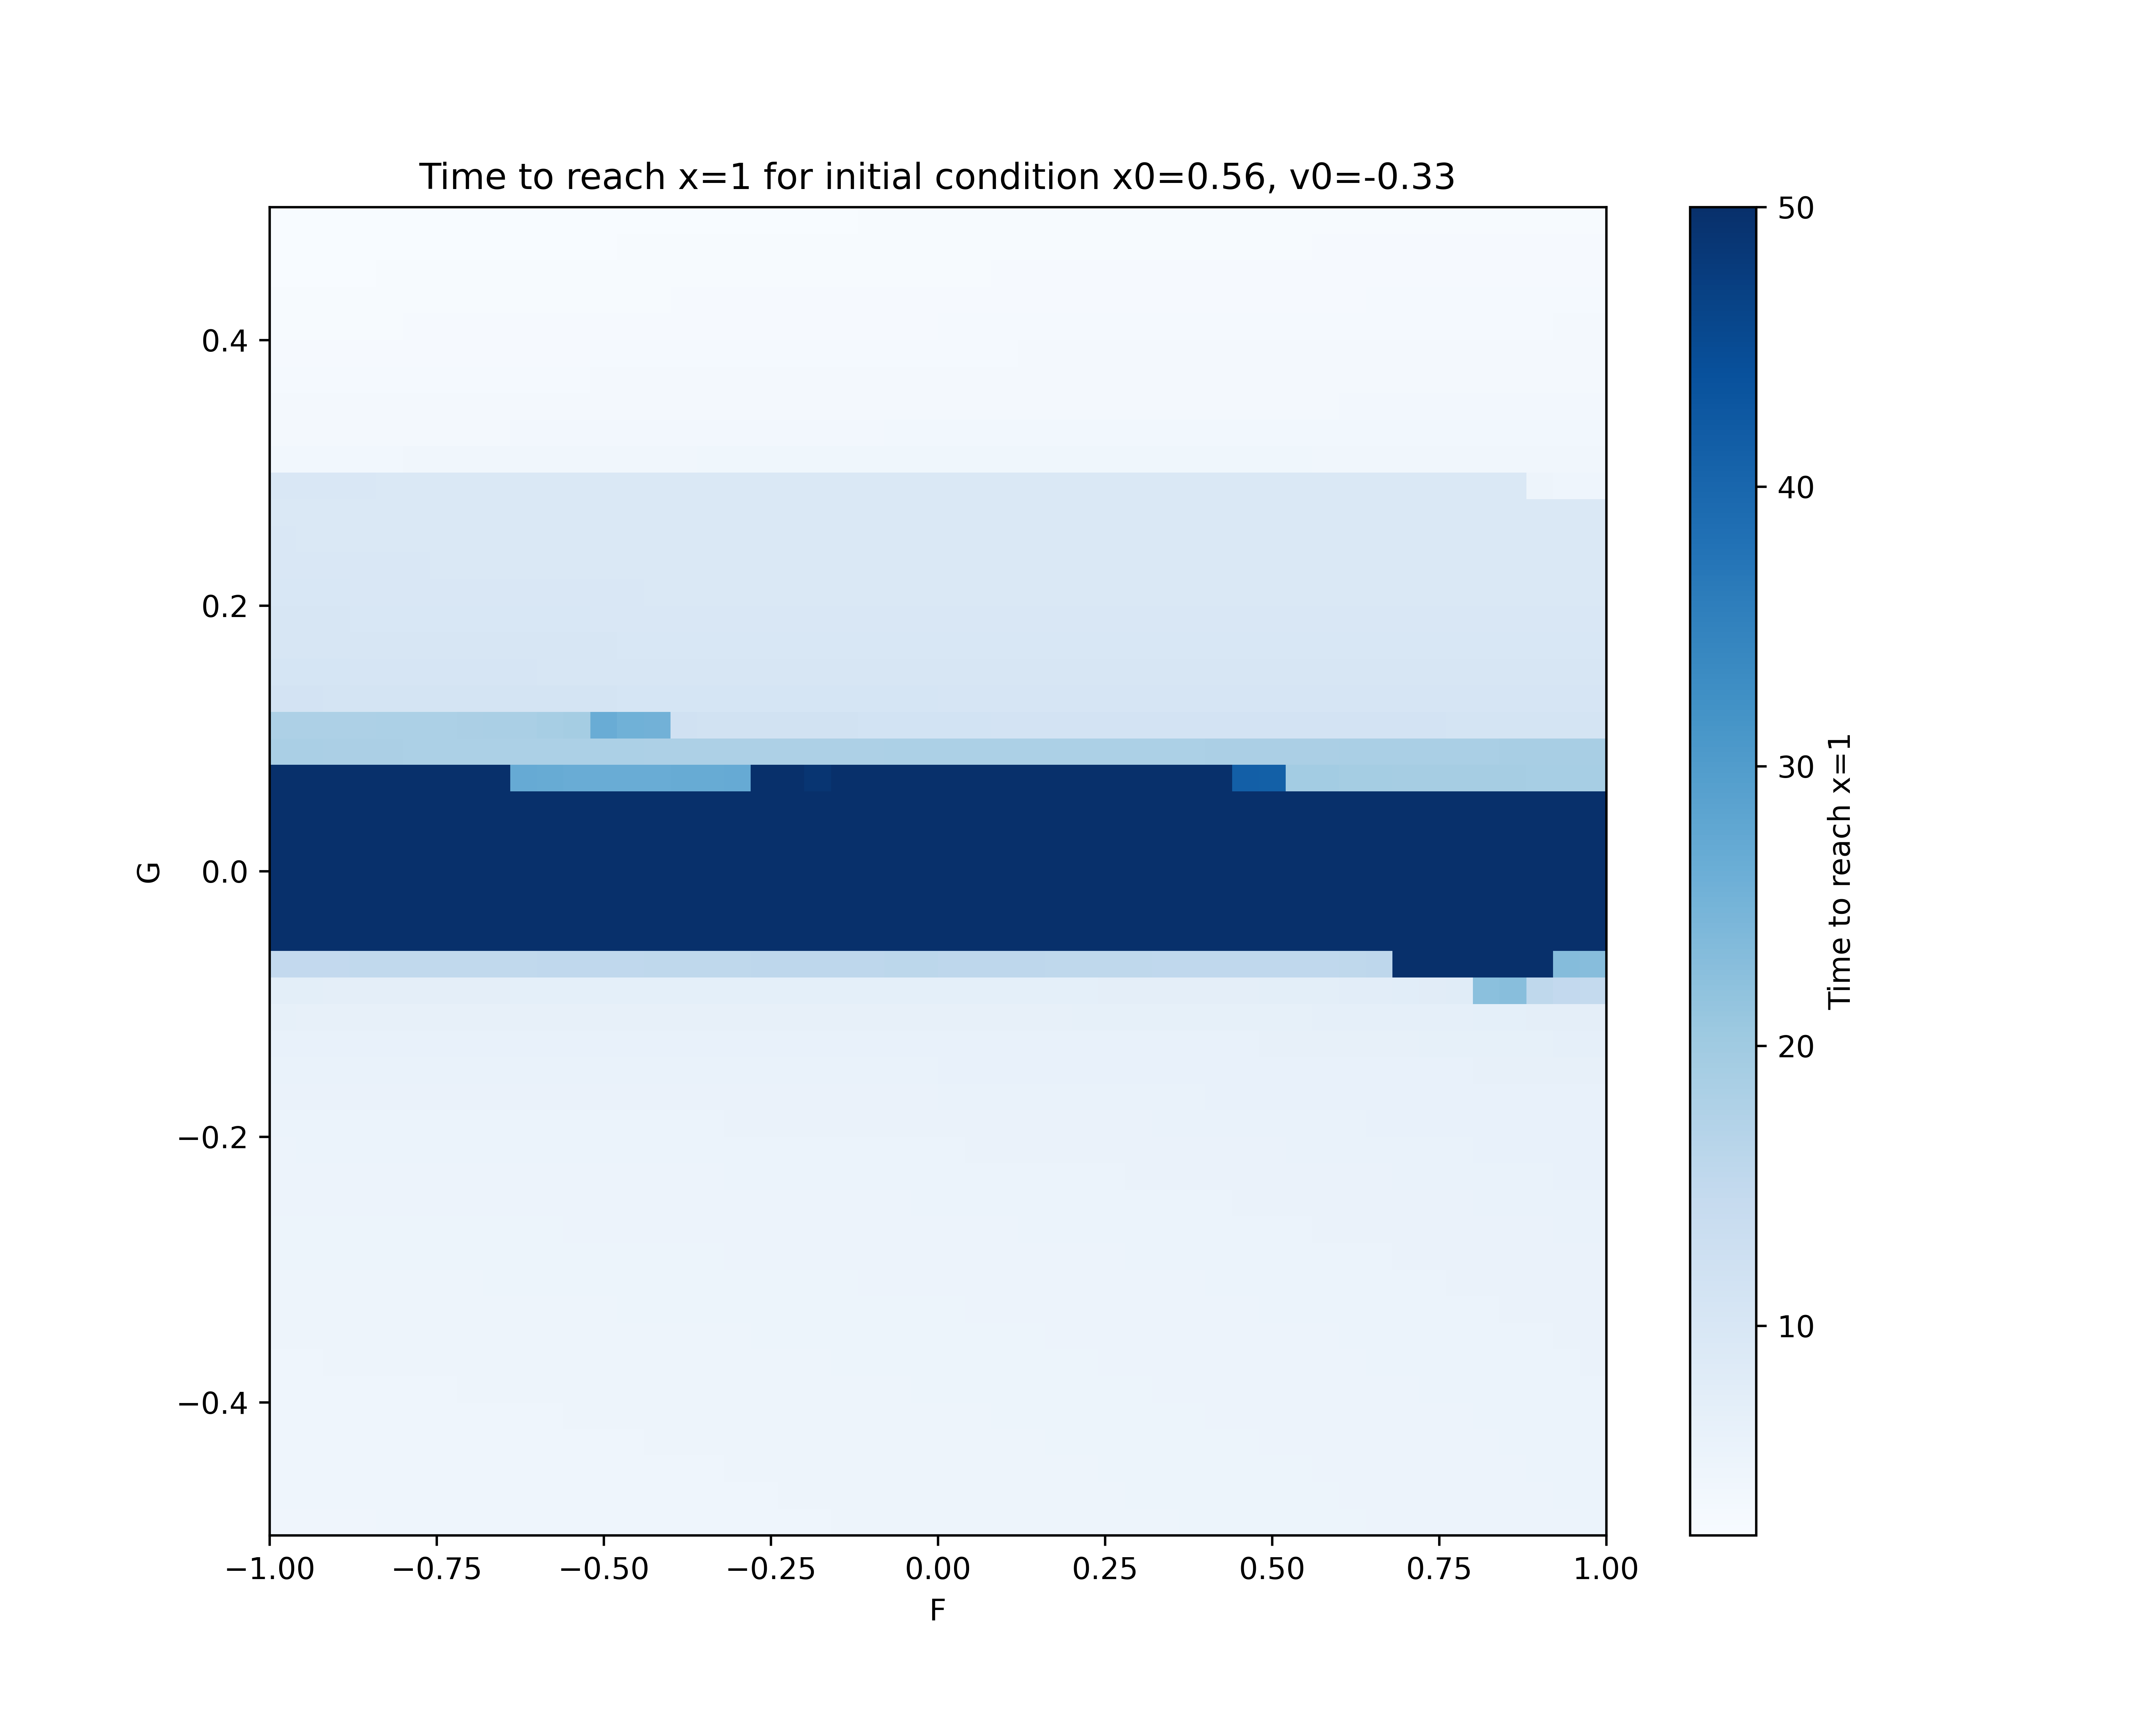 Time to reach x=1 for initial condition x0=0.56, v0=-0.33
0.4
0.2
0.0
−0.2
−0.4
G
−1.00 −0.75 −0.50 −0.25 0.00 0.25 0.50 0.75 1.00
F
50
40
30
20
10
Time to reach x=1